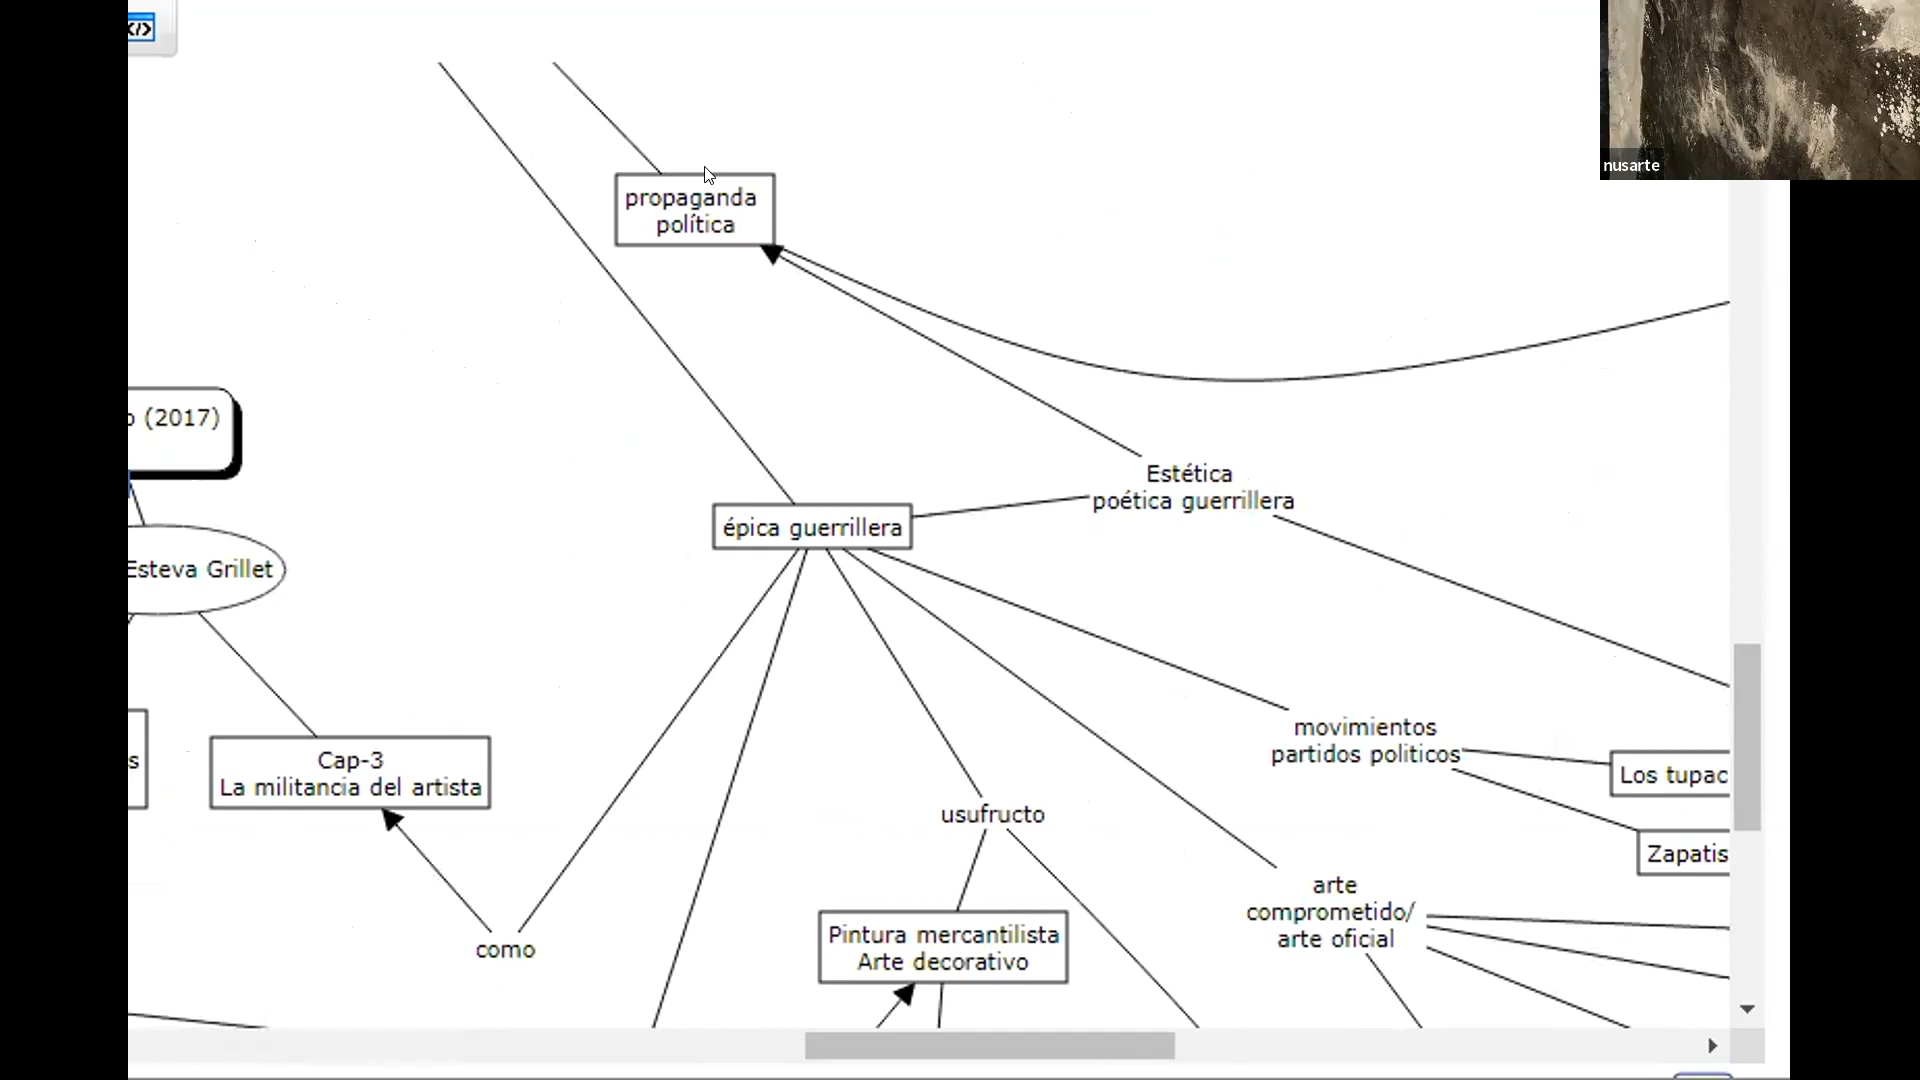 </>
nusarte
propaganda
política
(2017)
Estética
poética guerrillera
épica guerrillera
Esteva Grillet
movimientos
partidos politicos
Los tupac
Cap-3
La militancia del artista
s
usufructo
Zapatis
arte
comprometido/
arte oficial
Pintura mercantilista
Arte decorativo
como